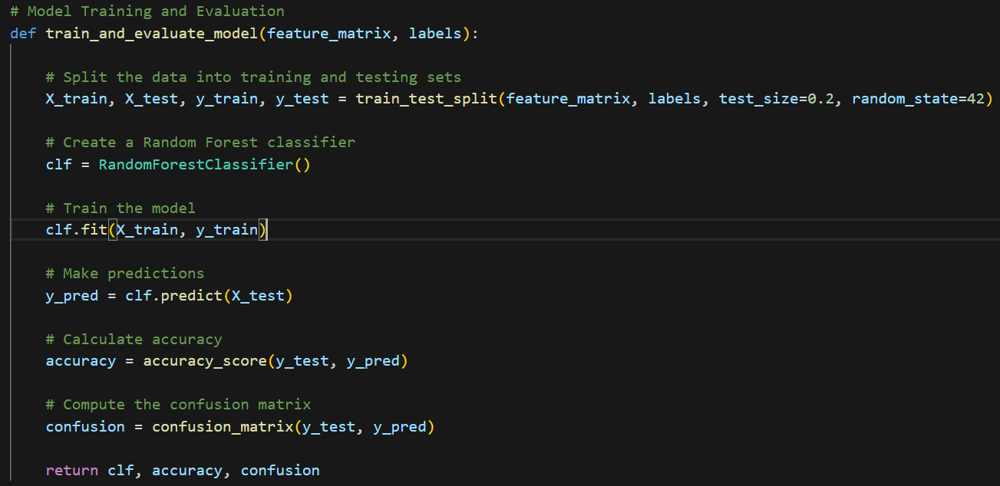 # Model Training and Evaluation
def train_and_evaluate_model(feature_matrix, labels):
# Split the data into training and testing sets
X_train, X_test, y_train, y_test = train_test_split(feature_matrix, labels, test_size=0.2, random_state=42)
# Create a Random Forest classifier
clf = RandomForestClassifier()
# Train the model
clf.fit(X_train, y_train)
# Make predictions
y_pred = clf.predict(X_test)
# Calculate accuracy
accuracy = accuracy_score(y_test, y_pred)
# Compute the confusion matrix
confusion = confusion_matrix(y_test, y_pred)
return clf, accuracy, confusion